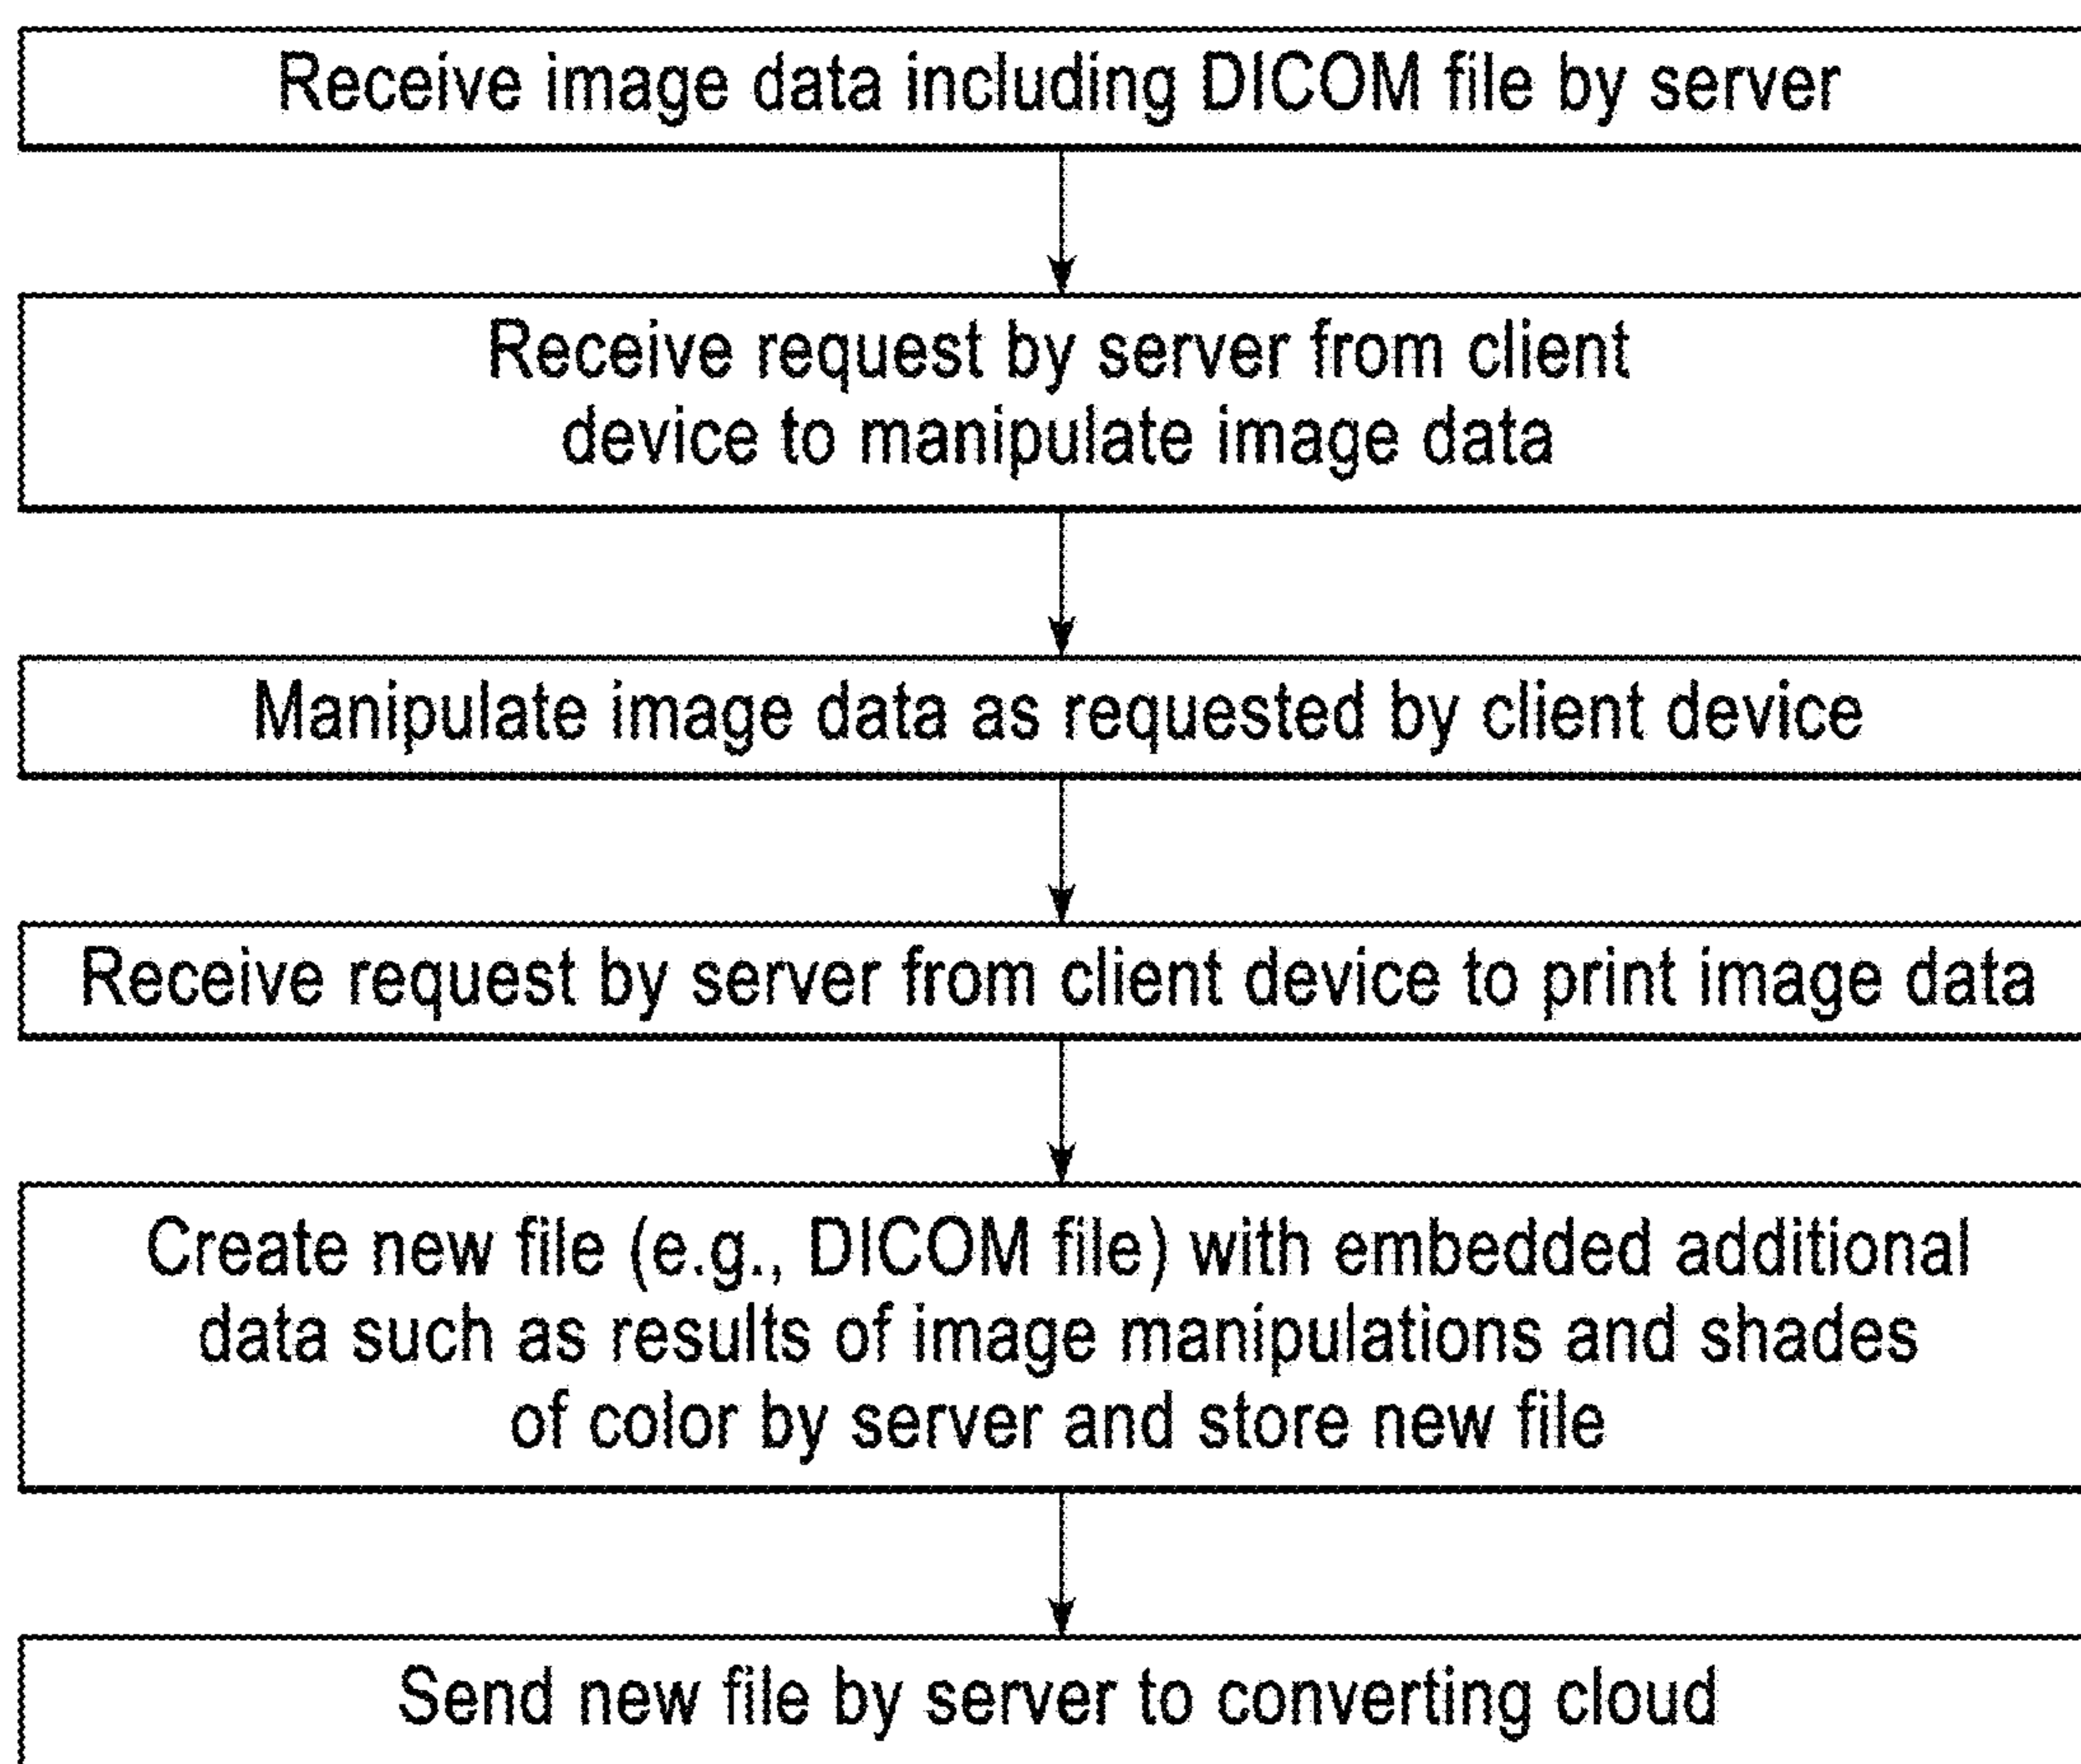 Receive image data including DICOM file by server
Receive request by server from client
device to manipulate image data
Manipulate image data as requested by client device
Receive request by server from client device to print image data
Create new file (e.g., DICOM file) with embedded additional
data such as results of image manipulations and shades
of color by server and store new file
Send new file by server to converting cloud